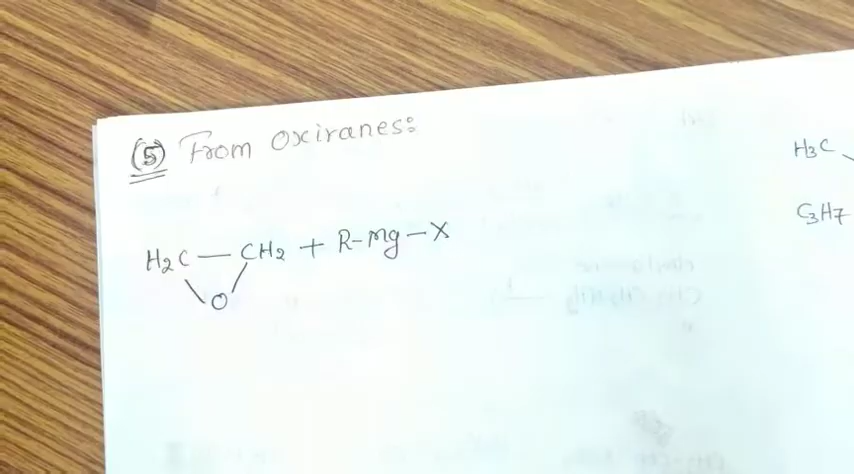 (5) From Oxiranes:
H3C
C3H7
H2C — CH2 + R-Mg-X
O